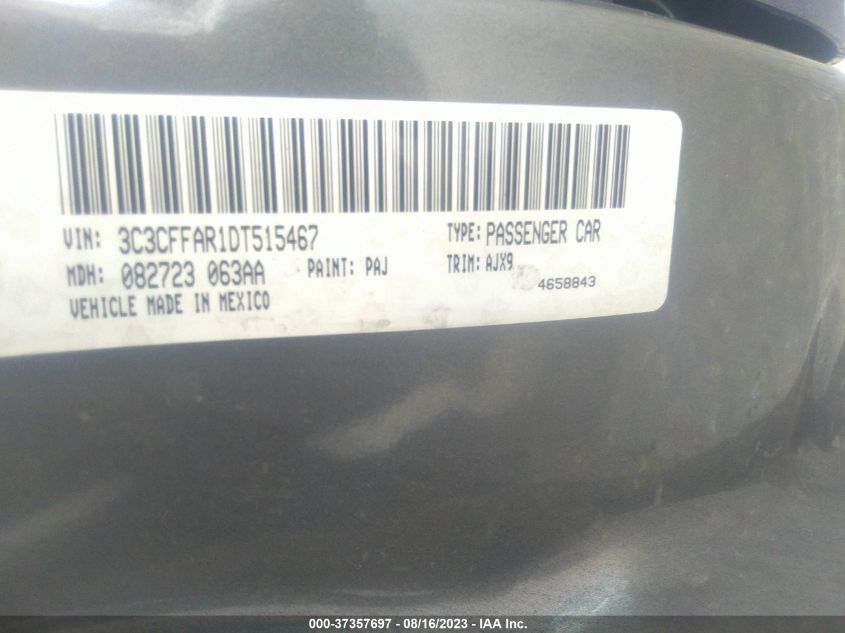 VIN: 3C3CFFAR1DT515467 TYPE: PASSENGER CAR
MDH: 082723 063AA PAINT: PAJ TRIM: AJX9
VEHICLE MADE IN MEXICO 4658843
000-37357697 - 08/16/2023 - IAA Inc.